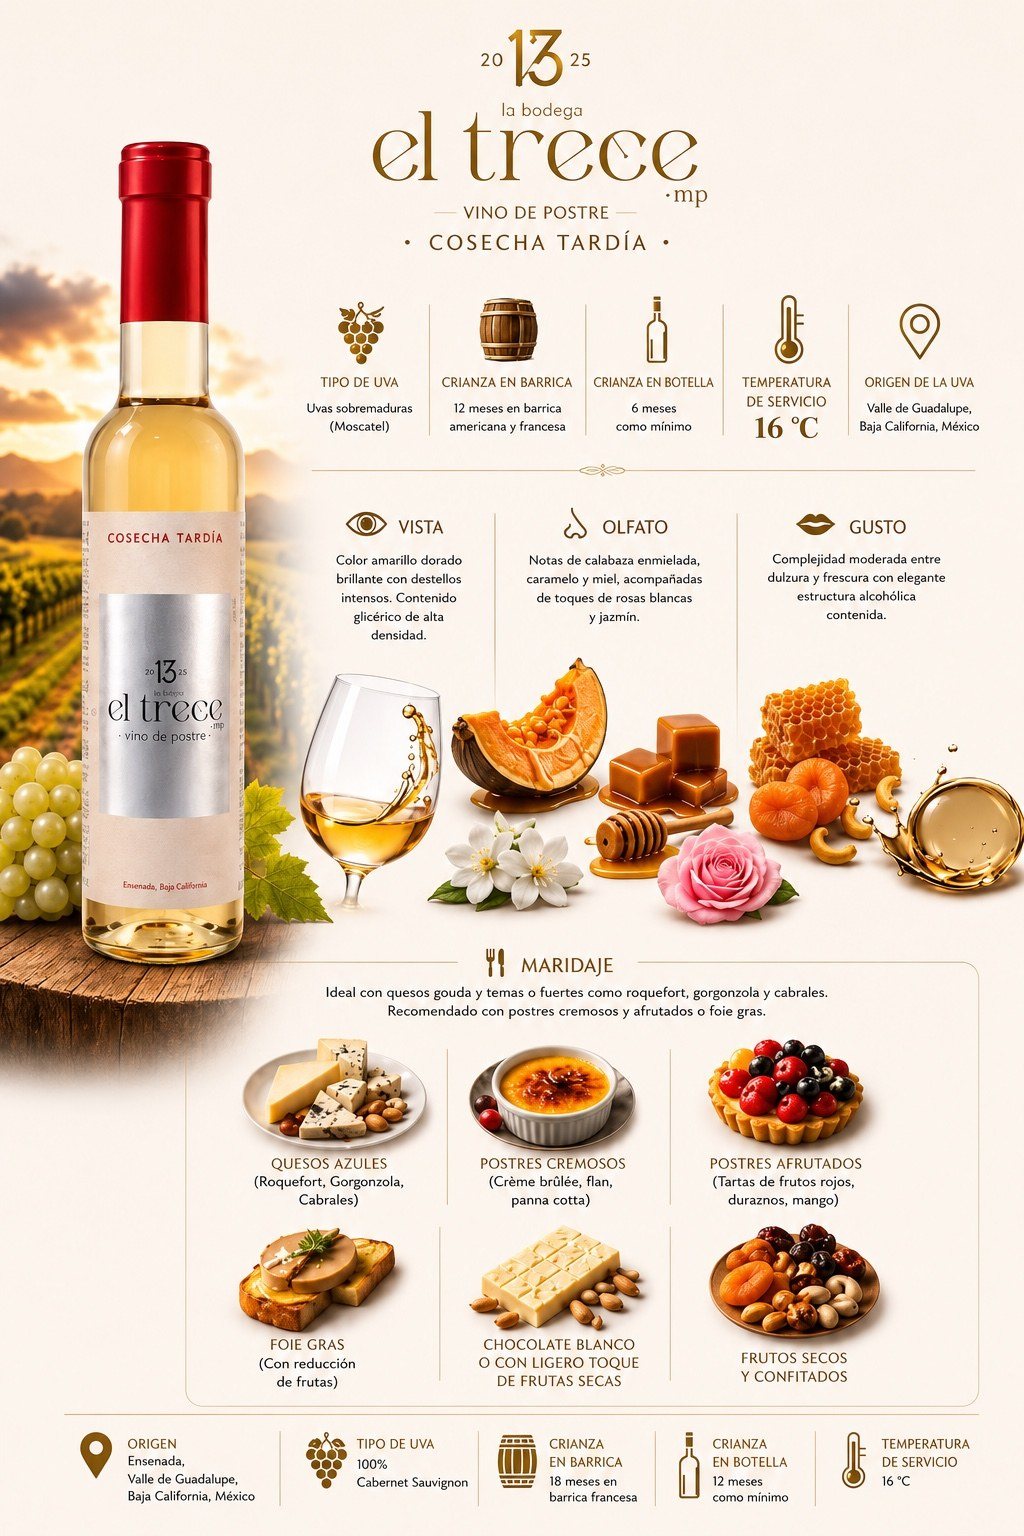 20 13 25
la bodega
el trece
·mp
VINO DE POSTRE
• COSECHA TARDÍA •
TIPO DE UVA
Uvas sobremaduras
(Moscatel)
CRIANZA EN BARRICA
12 meses en barrica
americana y francesa
CRIANZA EN BOTELLA
6 meses
como mínimo
TEMPERATURA
DE SERVICIO
16 °C
ORIGEN DE LA UVA
Valle de Guadalupe,
Baja California, México
COSECHA TARDÍA
20 13 25
la bodega
el trece
·mp
· vino de postre ·
Ensenada, Baja California
VISTA
Color amarillo dorado
brillante con destellos
intensos. Contenido
glicérico de alta
densidad.
OLFATO
Notas de calabaza enmielada,
caramelo y miel, acompañadas
de toques de rosas blancas
y jazmín.
GUSTO
Complejidad moderada entre
dulzura y frescura con elegante
estructura alcohólica
contenida.
MARIDAJE
Ideal con quesos gouda y temas o fuertes como roquefort, gorgonzola y cabrales.
Recomendado con postres cremosos y afrutados o foie gras.
QUESOS AZULES
(Roquefort, Gorgonzola,
Cabrales)
POSTRES CREMOSOS
(Crème brûlée, flan,
panna cotta)
POSTRES AFRUTADOS
(Tartas de frutos rojos,
duraznos, mango)
FOIE GRAS
(Con reducción
de frutas)
CHOCOLATE BLANCO
O CON LIGERO TOQUE
DE FRUTAS SECAS
FRUTOS SECOS
Y CONFITADOS
ORIGEN
Ensenada,
Valle de Guadalupe,
Baja California, México
TIPO DE UVA
100%
Cabernet Sauvignon
CRIANZA
EN BARRICA
18 meses en
barrica francesa
CRIANZA
EN BOTELLA
12 meses
como mínimo
TEMPERATURA
DE SERVICIO
16 °C